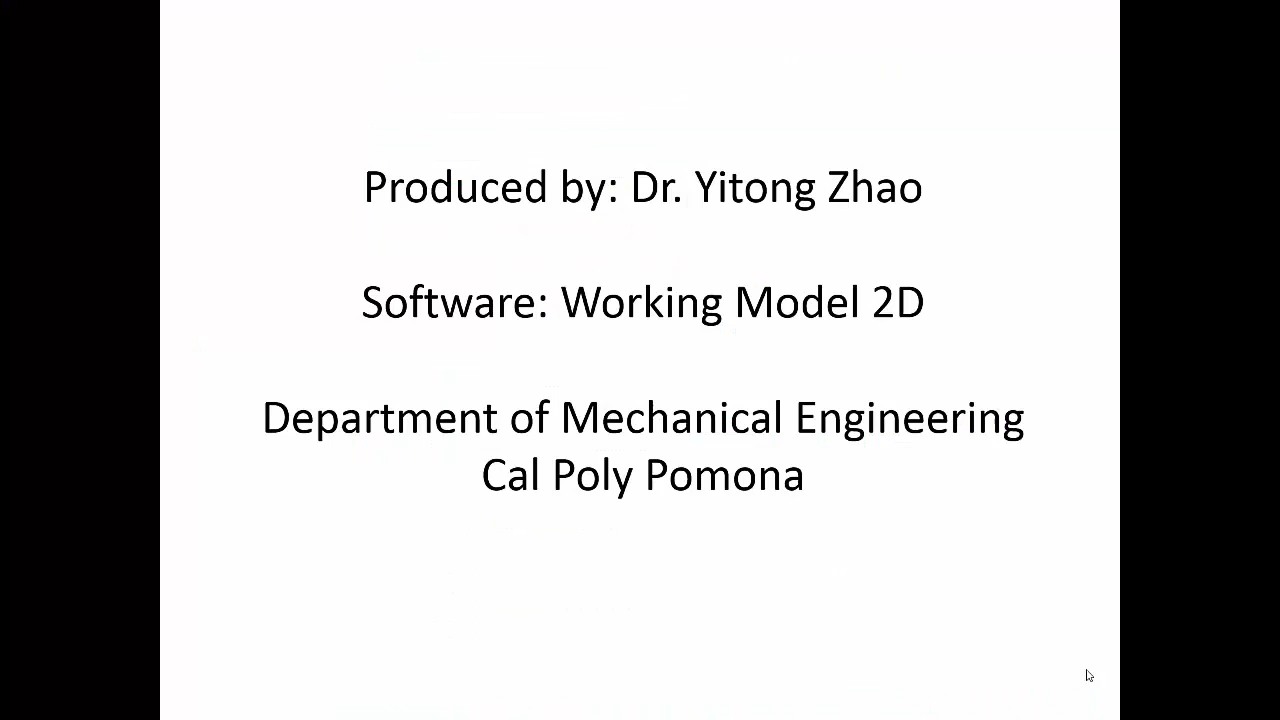 Produced by: Dr. Yitong Zhao
Software: Working Model 2D
Department of Mechanical Engineering
Cal Poly Pomona